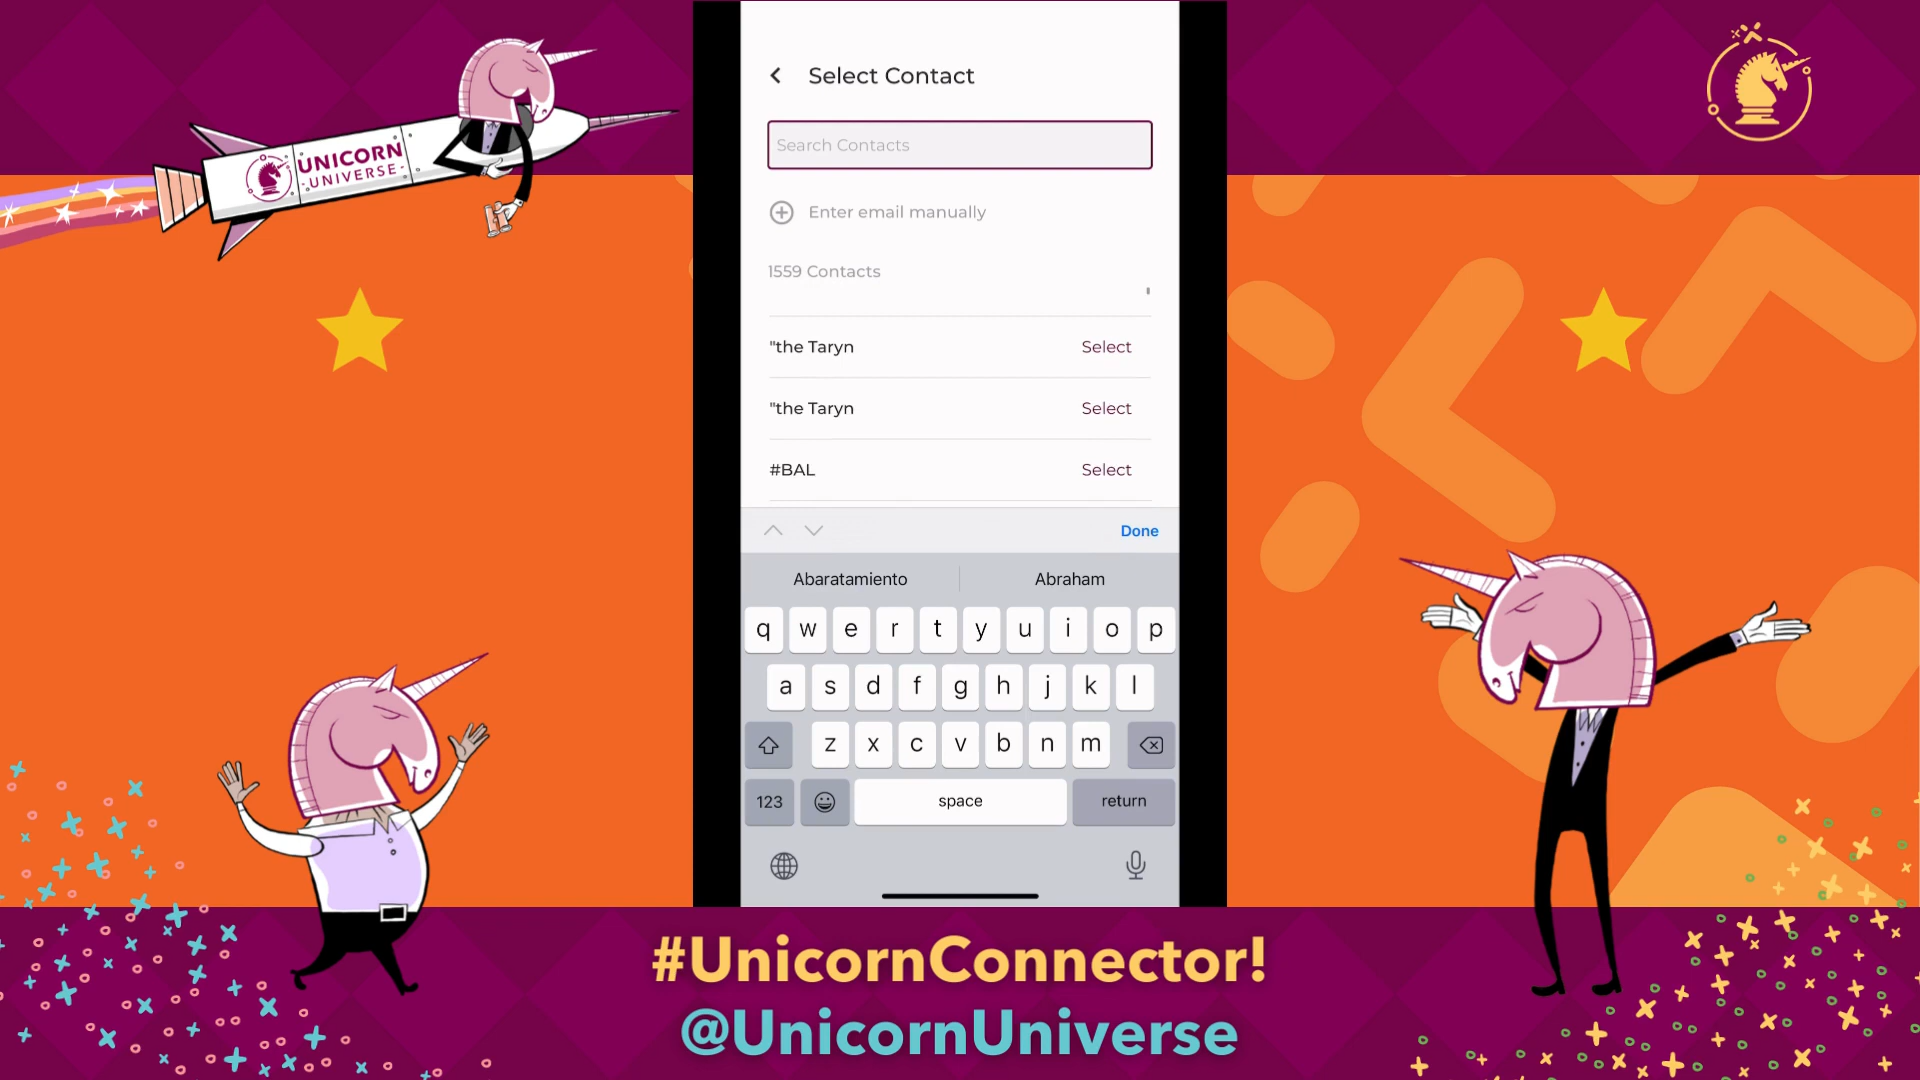 UNICORN
-UNIVERSE-
Select Contact
Search Contacts
Enter email manually
1559 Contacts
"the Taryn Select
"the Taryn Select
#BAL Select
Done
Abaratamiento Abraham
q w e r t y u i o p
a s d f g h j k l
z x c v b n m
123 space return
#UnicornConnector!
@UnicornUniverse